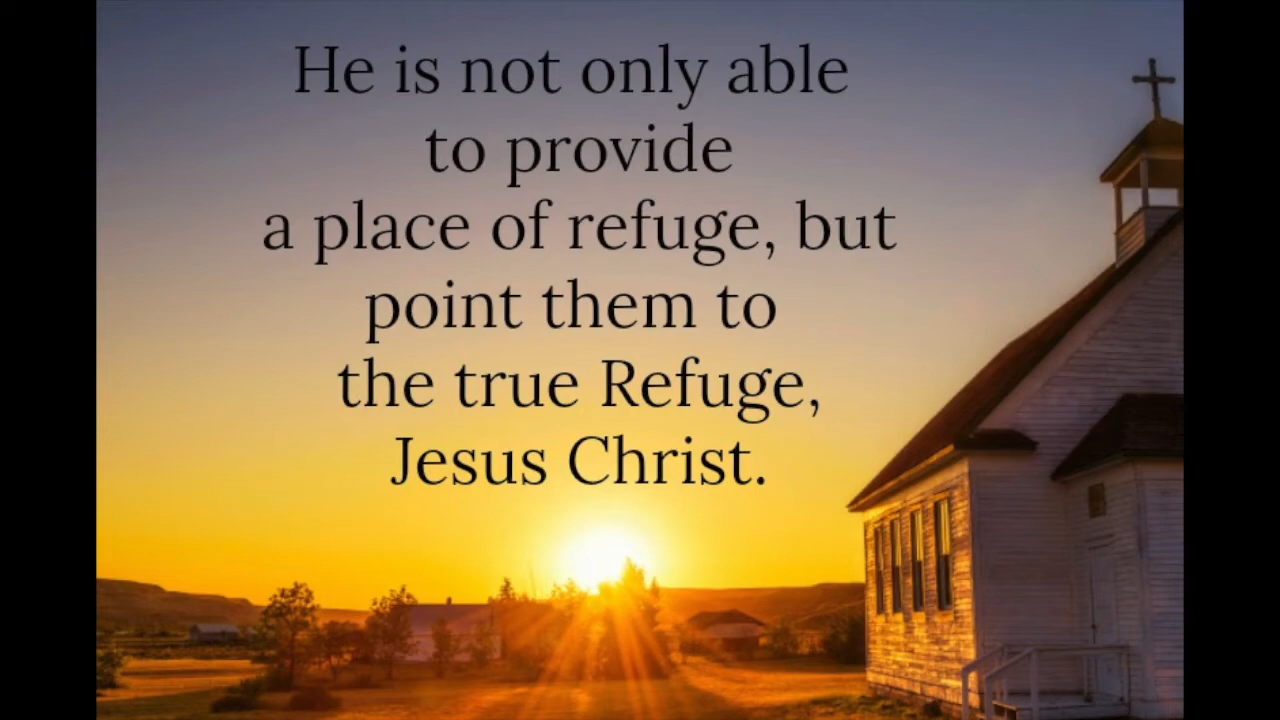 He is not only able
to provide
a place of refuge, but
point them to
the true Refuge,
Jesus Christ.